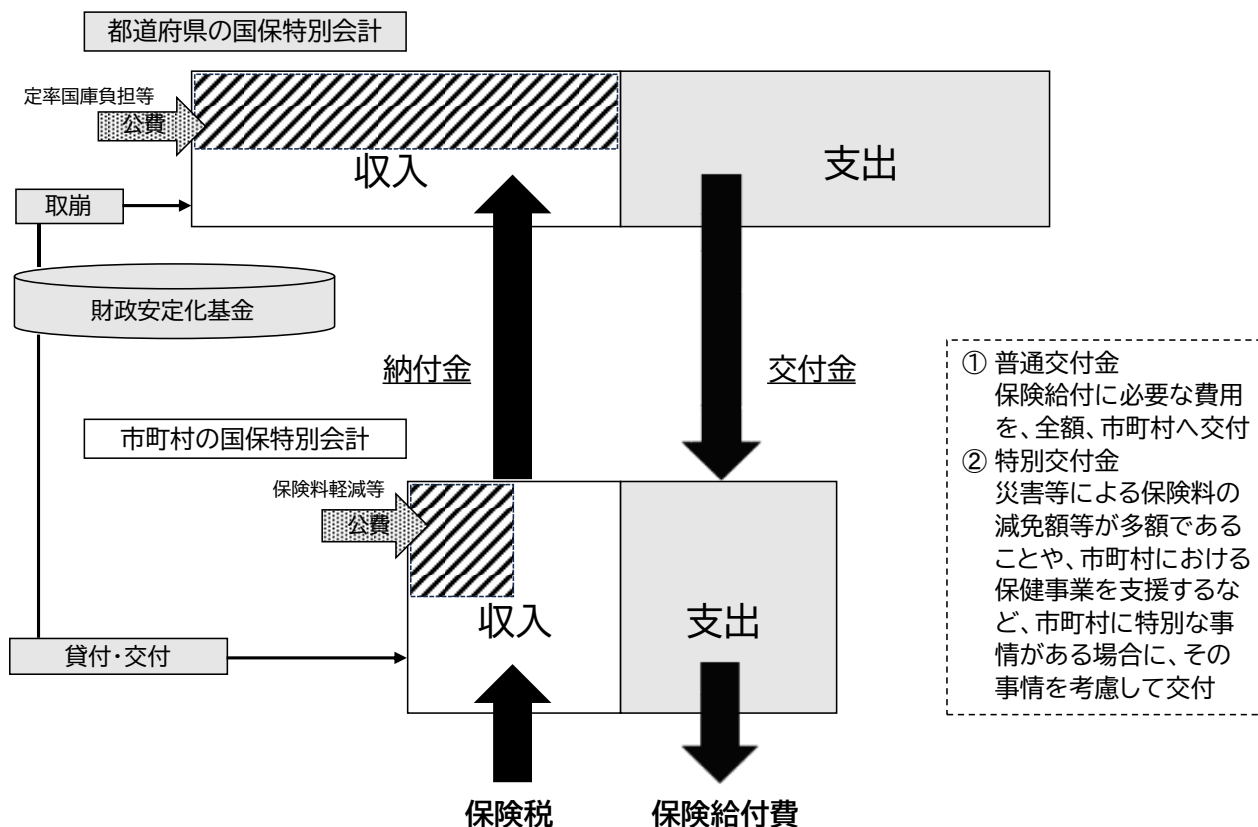 都道府県の国保特別会計
定率国庫負担等
公費
収入
支出
取崩
財政安定化基金
納付金
交付金
市町村の国保特別会計
保険料軽減等
公費
収入
支出
貸付・交付
保険税
保険給付費
① 普通交付金
保険給付に必要な費用
を、全額、市町村へ交付
② 特別交付金
災害等による保険料の
減免額等が多額である
ことや、市町村における
保健事業を支援するな
ど、市町村に特別な事
情がある場合に、その
事情を考慮して交付